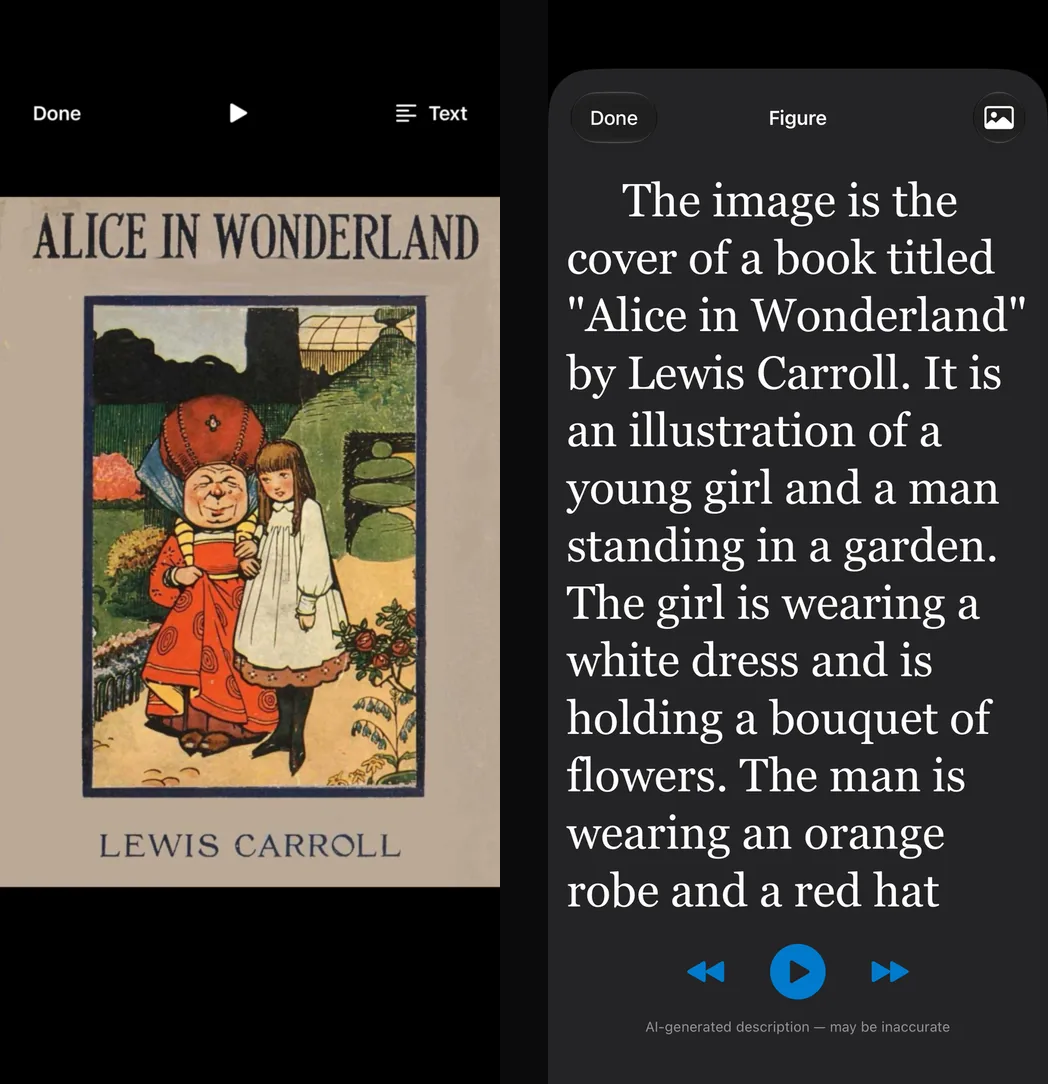 Done
Text
ALICE IN WONDERLAND
LEWIS CARROLL
Done
Figure
The image is the
cover of a book titled
"Alice in Wonderland"
by Lewis Carroll. It is
an illustration of a
young girl and a man
standing in a garden.
The girl is wearing a
white dress and is
holding a bouquet of
flowers. The man is
wearing an orange
robe and a red hat
AI-generated description — may be inaccurate